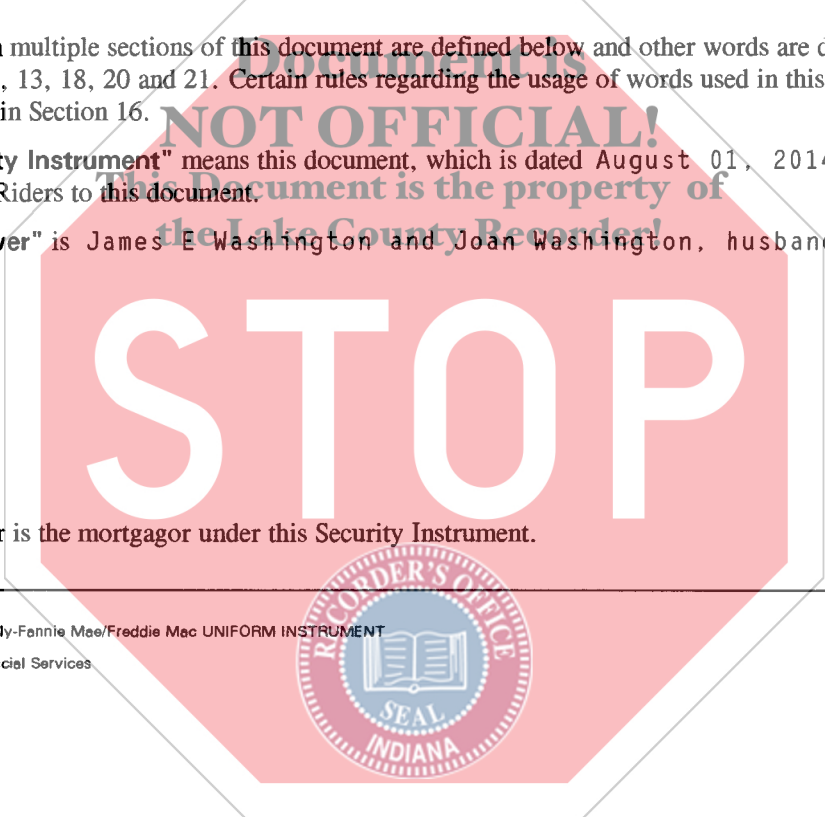 Document is
multiple sections of this document are defined below and other words are d
, 13, 18, 20 and 21. Certain rules regarding the usage of words used in this
in Section 16.
NOT OFFICIAL!
ty Instrument" means this document, which is dated August 01, 2014
This Document is the property of
Riders to this document.
the Lake County Recorder!
ver" is James E Washington and Joan Washington, husban
STOP
r is the mortgagor under this Security Instrument.
RECORDER'S OFFICE
ly-Fannie Mae/Freddie Mac UNIFORM INSTRUMENT
cial Services
SEAL
INDIANA